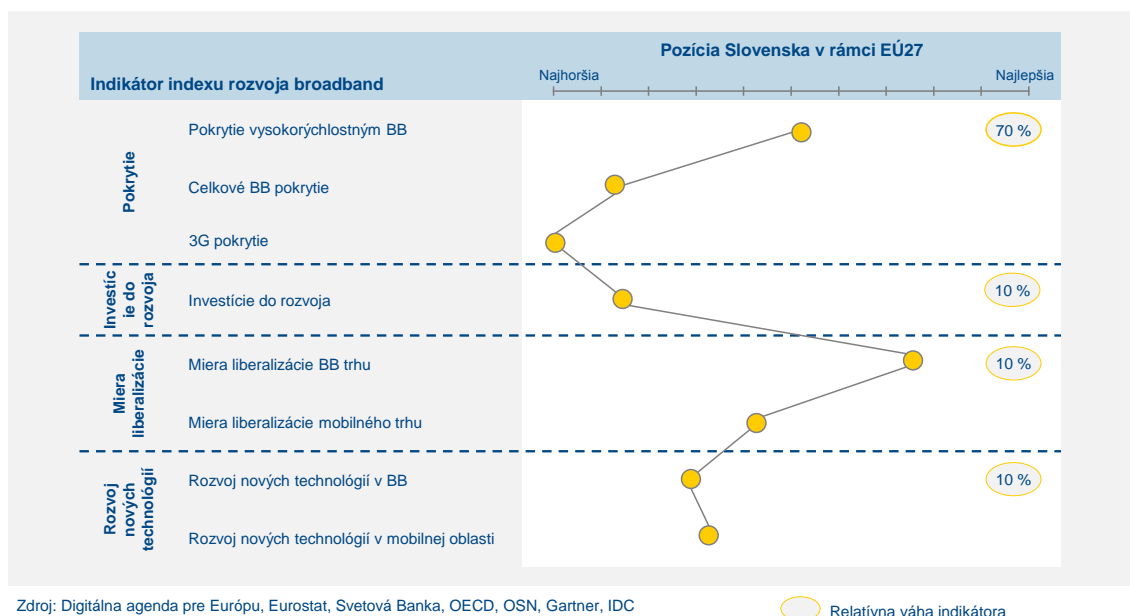 Pozícia Slovenska v rámci EÚ27
Indikátor indexu rozvoja broadband
Najhoršia
Najlepšia
Pokrytie
Pokrytie vysokorýchlostným BB
70 %
Celkové BB pokrytie
3G pokrytie
Investíc
ie do
rozvoja
Investície do rozvoja
10 %
Miera
liberalizácie
Miera liberalizácie BB trhu
10 %
Miera liberalizácie mobilného trhu
Rozvoj
nových
technológií
Rozvoj nových technológií v BB
10 %
Rozvoj nových technológií v mobilnej oblasti
Zdroj: Digitálna agenda pre Európu, Eurostat, Svetová Banka, OECD, OSN, Gartner, IDC
Relatívna váha indikátora